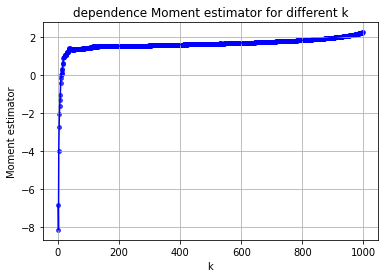 dependence Moment estimator for different k
Moment estimator
2
0
−2
−4
−6
−8
0 200 400 600 800 1000
k